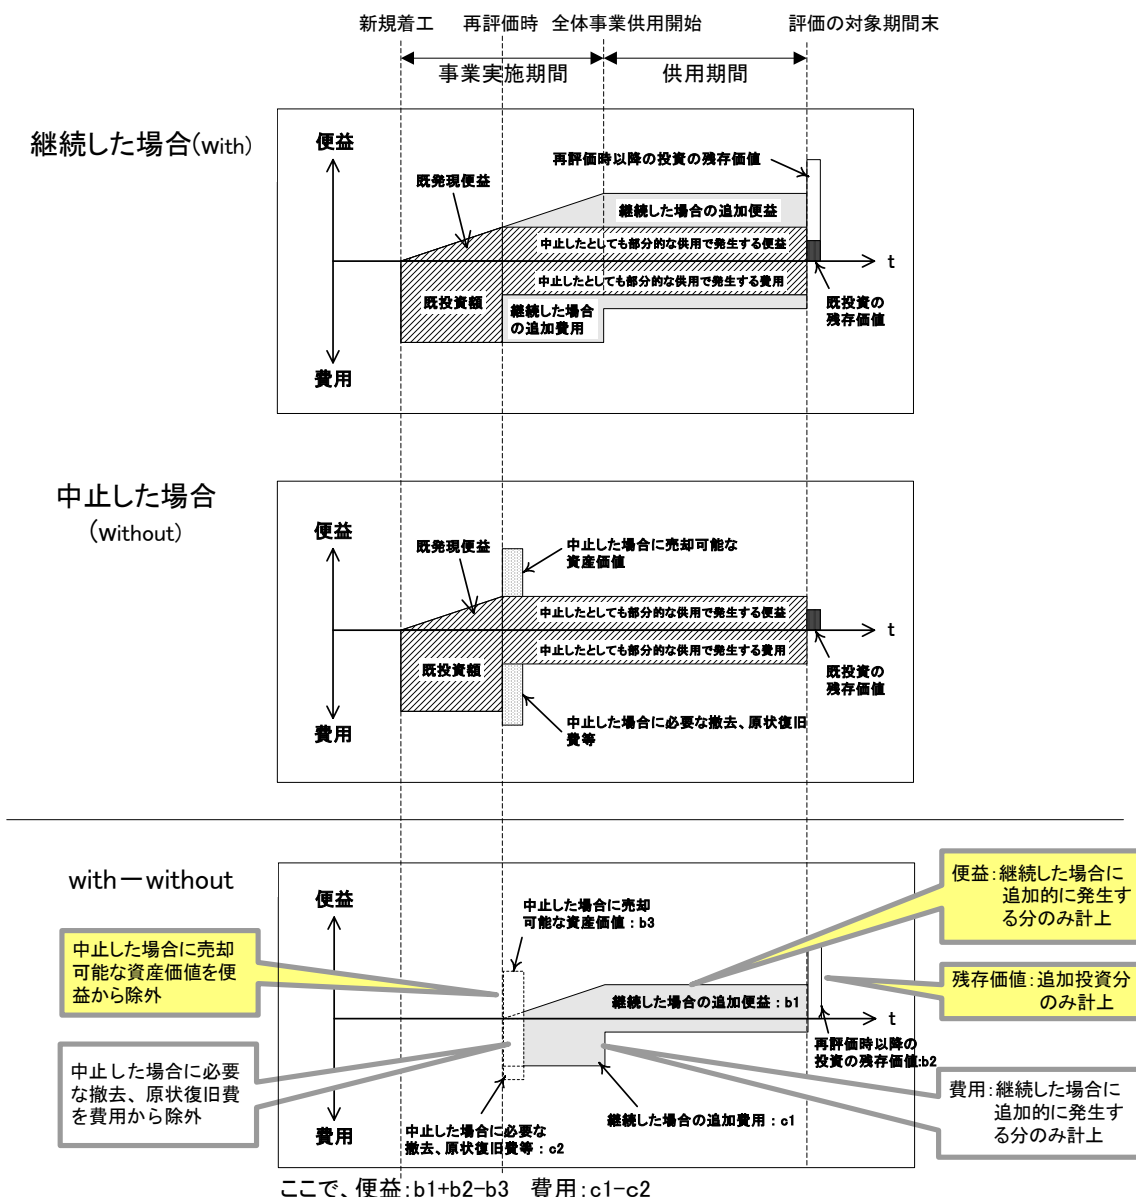 新規着工 再評価時 全体事業供用開始 評価の対象期間末
事業実施期間 供用期間
継続した場合(with)
便益
再評価時以降の投資の残存価値
既発現便益
継続した場合の追加便益
中止したとしても部分的な供用で発生する便益
t
中止したとしても部分的な供用で発生する費用
既投資額
継続した場合
の追加費用
既投資の
残存価値
費用
中止した場合
(without)
便益
既発現便益
中止した場合に売却可能な
資産価値
中止したとしても部分的な供用で発生する便益
t
中止したとしても部分的な供用で発生する費用
既投資額
既投資の
残存価値
中止した場合に必要な撤去、原状復旧
費等
費用
with－without
便益
中止した場合に売却
可能な資産価値：b3
便益：継続した場合に
追加的に発生す
る分のみ計上
中止した場合に売却
可能な資産価値を便
益から除外
残存価値：追加投資分
のみ計上
継続した場合の追加便益：b1
t
再評価時以降の
投資の残存価値:b2
中止した場合に必要
な撤去、原状復旧費
を費用から除外
費用：継続した場合に
追加的に発生す
る分のみ計上
継続した場合の追加費用：c1
中止した場合に必要な
撤去、原状復旧費等：c2
費用
ここで、便益：b1+b2-b3 費用：c1-c2